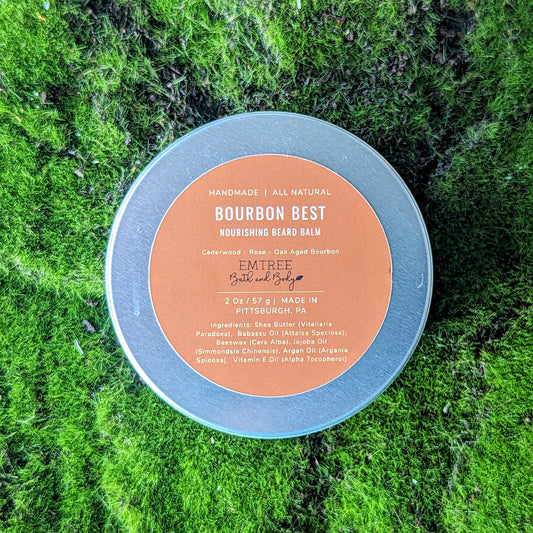 HANDMADE | ALL NATURAL
BOURBON BEST
NOURISHING BEARD BALM
Cederwood - Rose - Oak Aged Bourbon
EMTREE
Bath and Body
2 Oz / 57 g | MADE IN
PITTSBURGH, PA
Ingredients: Shea Butter (Vitellaria
Paradoxa), Babassu Oil (Attalea Speciosa),
Beeswax (Cera Alba), Jojoba Oil
(Simmondsia Chinensis), Argan Oil (Argania
Spinosa), Vitamin E Oil (Alpha Tocopherol)